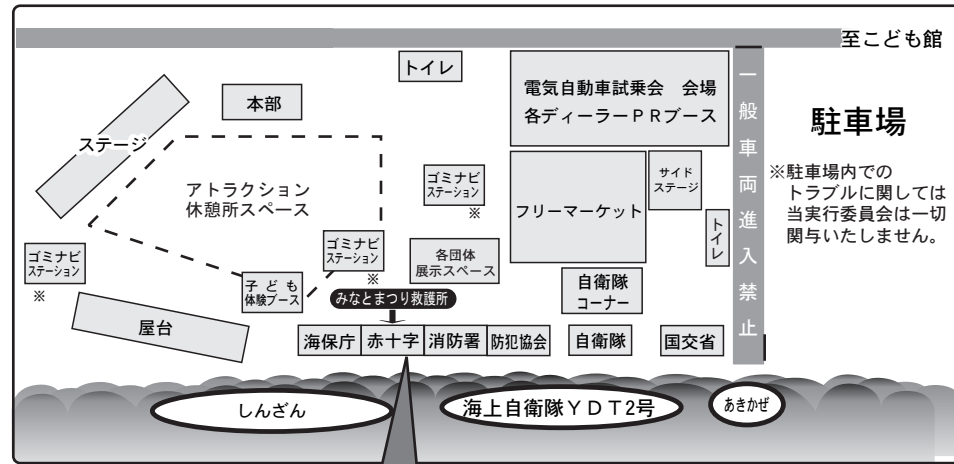 至こども館
トイレ
電気自動車試乗会 会場
各ディーラーPRブース
一般車両進入禁止
駐車場
※駐車場内での
トラブルに関しては
当実行委員会は一切
関与いたしません。
本部
ステージ
アトラクション
休憩所スペース
ゴミナビ
ステーション
※
フリーマーケット
サイド
ステージ
トイレ
ゴミナビ
ステーション
※
ゴミナビ
ステーション
※
各団体
展示スペース
子ども
体験ブース
みなとまつり救護所
自衛隊
コーナー
屋台
海保庁
赤十字
消防署
防犯協会
自衛隊
国交省
しんざん
海上自衛隊YDT2号
あきかぜ